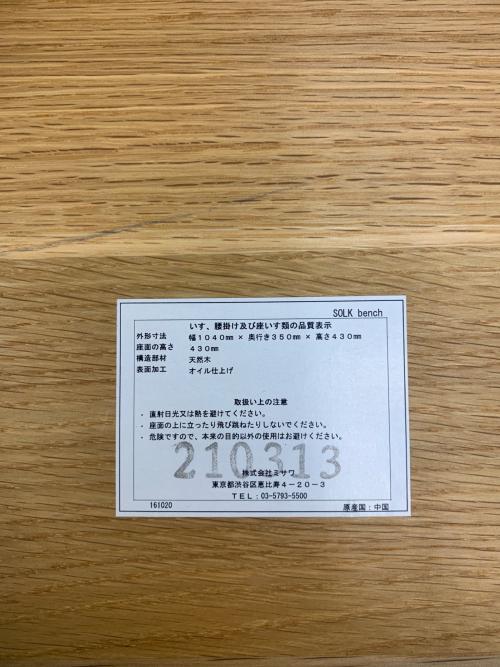 SOLK bench
いす、腰掛け及び座いす類の品質表示
外形寸法 幅１０４０㎜ × 奥行き３５０㎜ × 高さ４３０㎜
座面の高さ ４３０㎜
構造部材 天然木
表面加工 オイル仕上げ
取扱い上の注意
・ 直射日光又は熱を避けてください。
・ 座面の上に立ったり飛び跳ねたりしないでください。
・ 危険ですので、本来の目的以外の使用はお避けください。
210313
株式会社ミサワ
東京都渋谷区恵比寿４－２０－３
ＴＥＬ：03-5793-5500
161020 原産国：中国